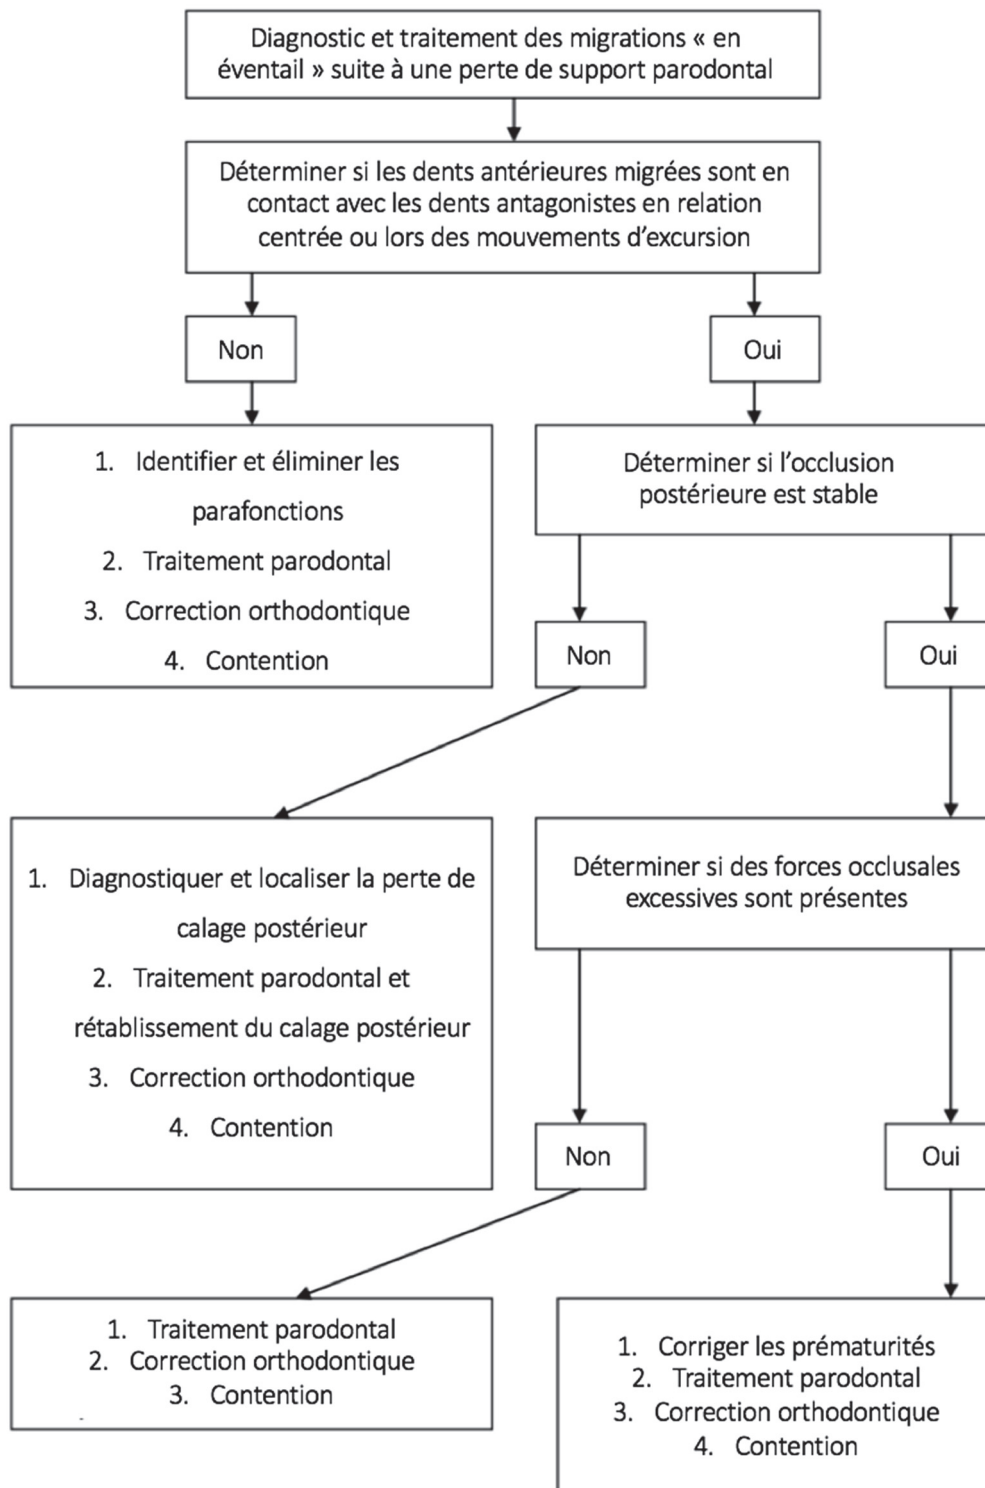 Diagnostic et traitement des migrations « en
éventail » suite à une perte de support parodontal
Déterminer si les dents antérieures migrées sont en
contact avec les dents antagonistes en relation
centrée ou lors des mouvements d'excursion
Non
Oui
1. Identifier et éliminer les
parafonctions
2. Traitement parodontal
3. Correction orthodontique
4. Contention
Déterminer si l'occlusion
postérieure est stable
Non
Oui
1. Diagnostiquer et localiser la perte de
calage postérieur
2. Traitement parodontal et
rétablissement du calage postérieur
3. Correction orthodontique
4. Contention
Déterminer si des forces occlusales
excessives sont présentes
Non
Oui
1. Traitement parodontal
2. Correction orthodontique
3. Contention
1. Corriger les prématurités
2. Traitement parodontal
3. Correction orthodontique
4. Contention